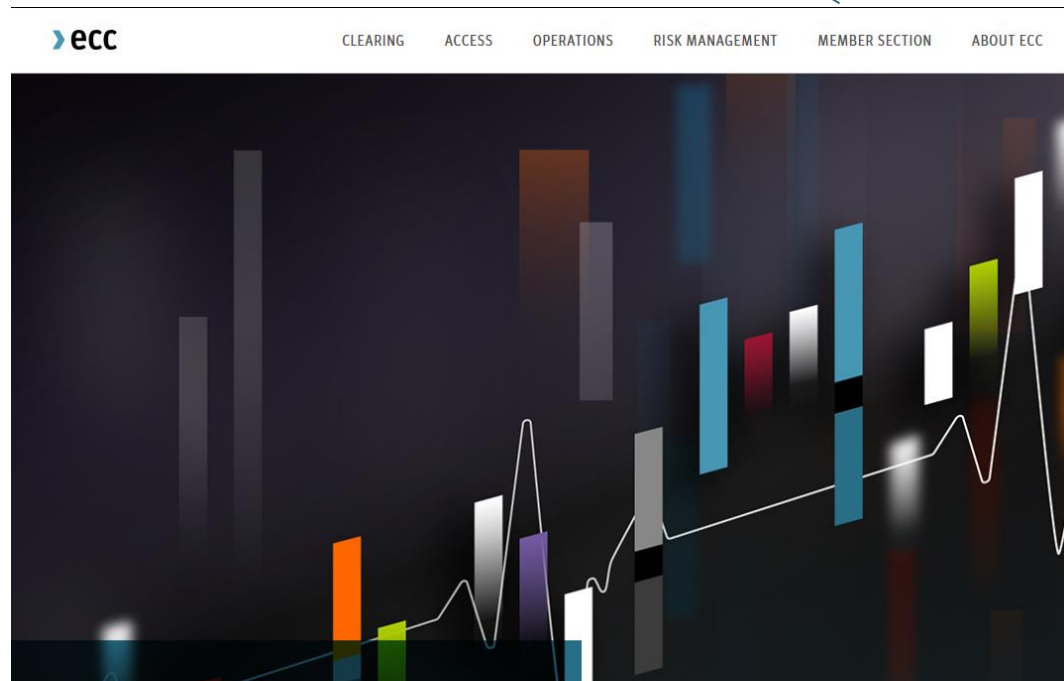 ecc
CLEARING ACCESS OPERATIONS RISK MANAGEMENT MEMBER SECTION ABOUT ECC